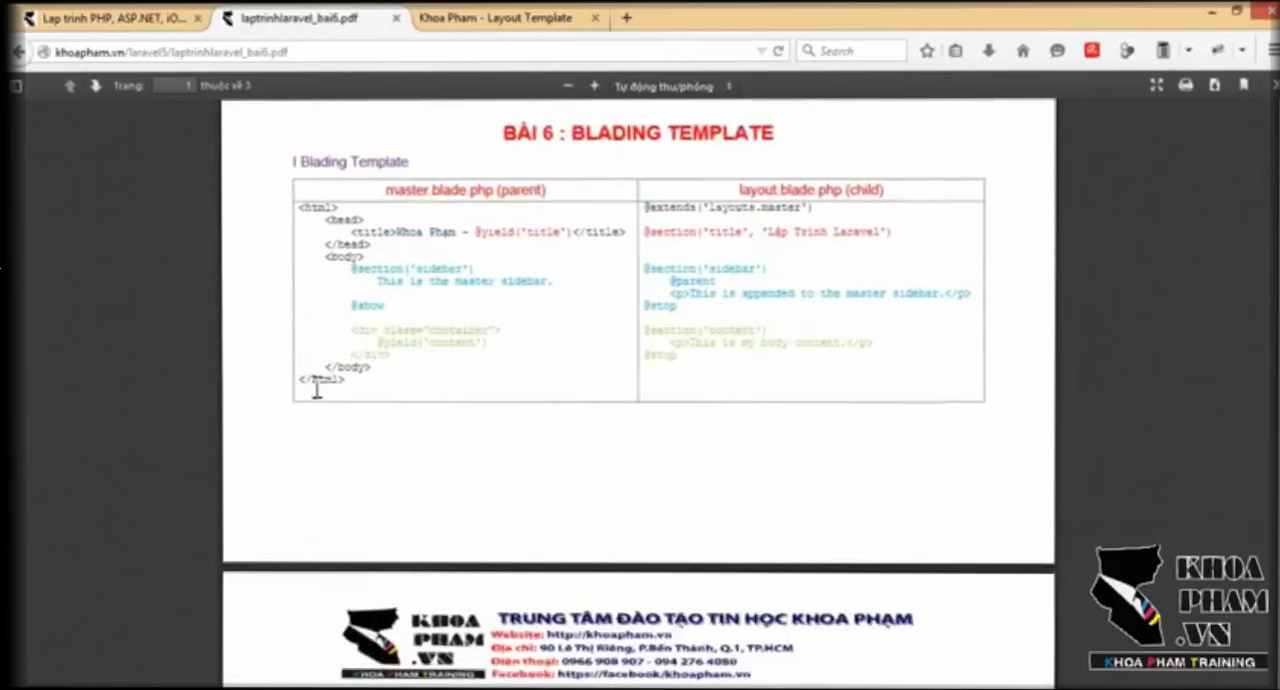 Lap trinh PHP, ASP.NET, iO...
laptrinhlaravel_bai6.pdf
Khoa Pham - Layout Template
khoapham.vn/laravel5/laptrinhlaravel_bai6.pdf
Search
Trang: 1 thuộc về 3
Tự động thu/phóng
BÀI 6 : BLADING TEMPLATE
I Blading Template
master.blade.php (parent)
layout.blade.php (child)
<html>
<head>
<title>Khoa Phạm - @yield('title')</title>
</head>
<body>
@section('sidebar')
This is the master sidebar.
@show
<div class="container">
@yield('content')
</div>
</body>
</html>
@extends('layouts.master')
@section('title', 'Lập Trình Laravel')
@section('sidebar')
@parent
<p>This is appended to the master sidebar.</p>
@stop
@section('content')
<p>This is my body content.</p>
@stop
KHOA
PHAM
.VN
KHOA PHAM TRAINING
TRUNG TÂM ĐÀO TẠO TIN HỌC KHOA PHẠM
Website: http://khoapham.vn
Địa chỉ: 90 Lê Thị Riêng, P.Bến Thành, Q.1, TP.HCM
Điện thoại: 0966 908 907 - 094 276 4080
Facebook: https://facebook/khoapham.vn
KHOA
PHAM
.VN
KHOA PHAM TRAINING